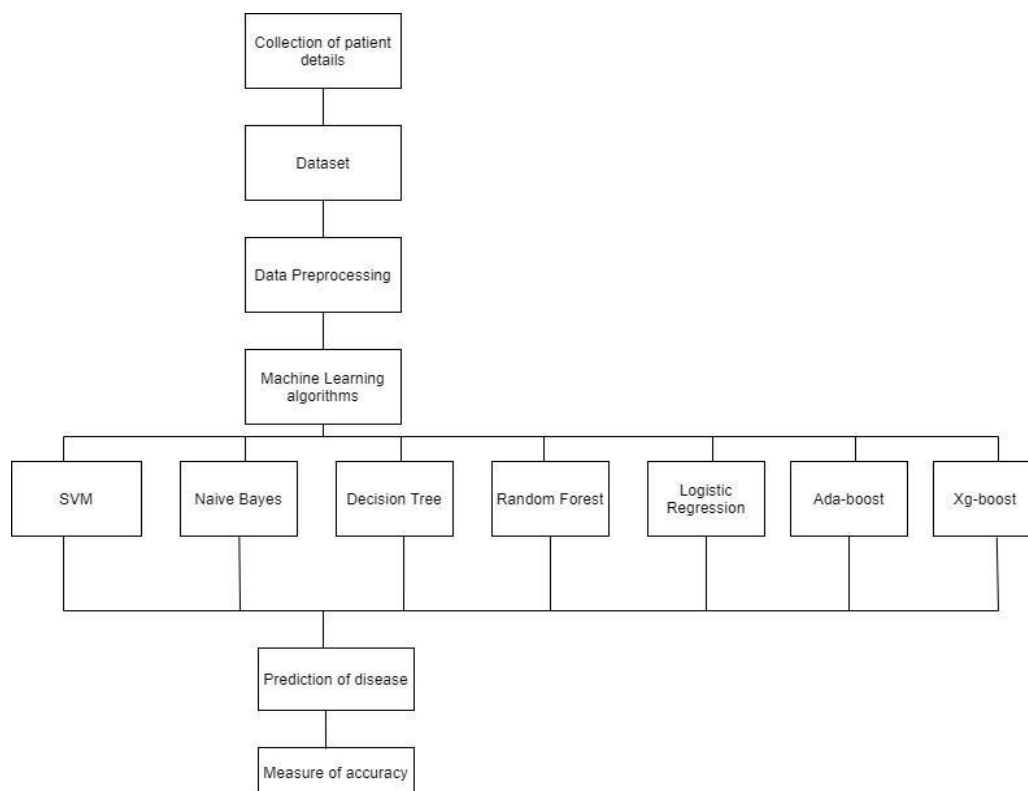 Collection of patient
details
Dataset
Data Preprocessing
Machine Learning
algorithms
SVM
Naive Bayes
Decision Tree
Random Forest
Logistic
Regression
Ada-boost
Xg-boost
Prediction of disease
Measure of accuracy